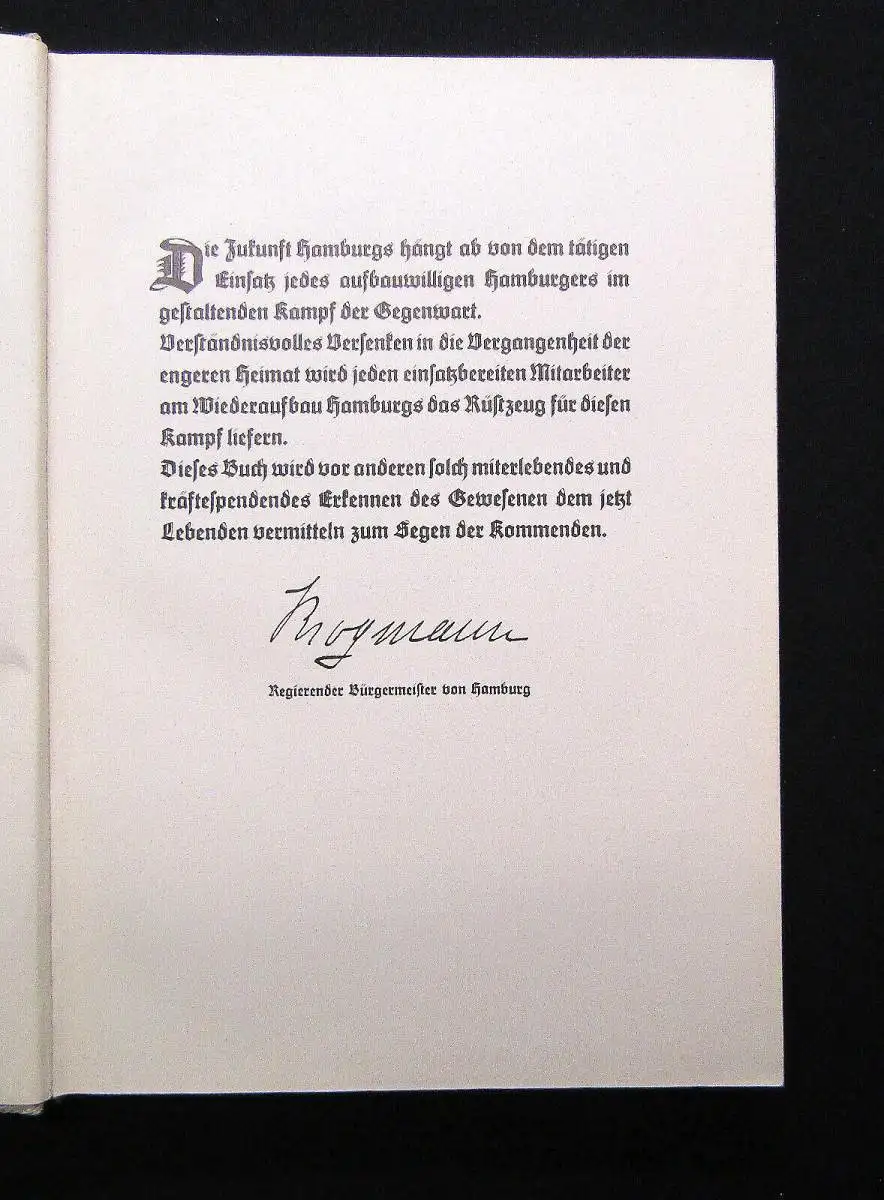 Die Zukunft Hamburgs hängt ab von dem tätigen
Einsatz jedes aufbauwilligen Hamburgers im
gestaltenden Kampf der Gegenwart.
Verständnisvolles Versenken in die Vergangenheit der
engeren Heimat wird jeden einsatzbereiten Mitarbeiter
am Wiederaufbau Hamburgs das Rüstzeug für diesen
Kampf liefern.
Dieses Buch wird vor anderen solch miterlebendes und
kräftespendendes Erkennen des Gewesenen dem jetzt
Lebenden vermitteln zum Segen der Kommenden.
Krogmann
Regierender Bürgermeister von Hamburg